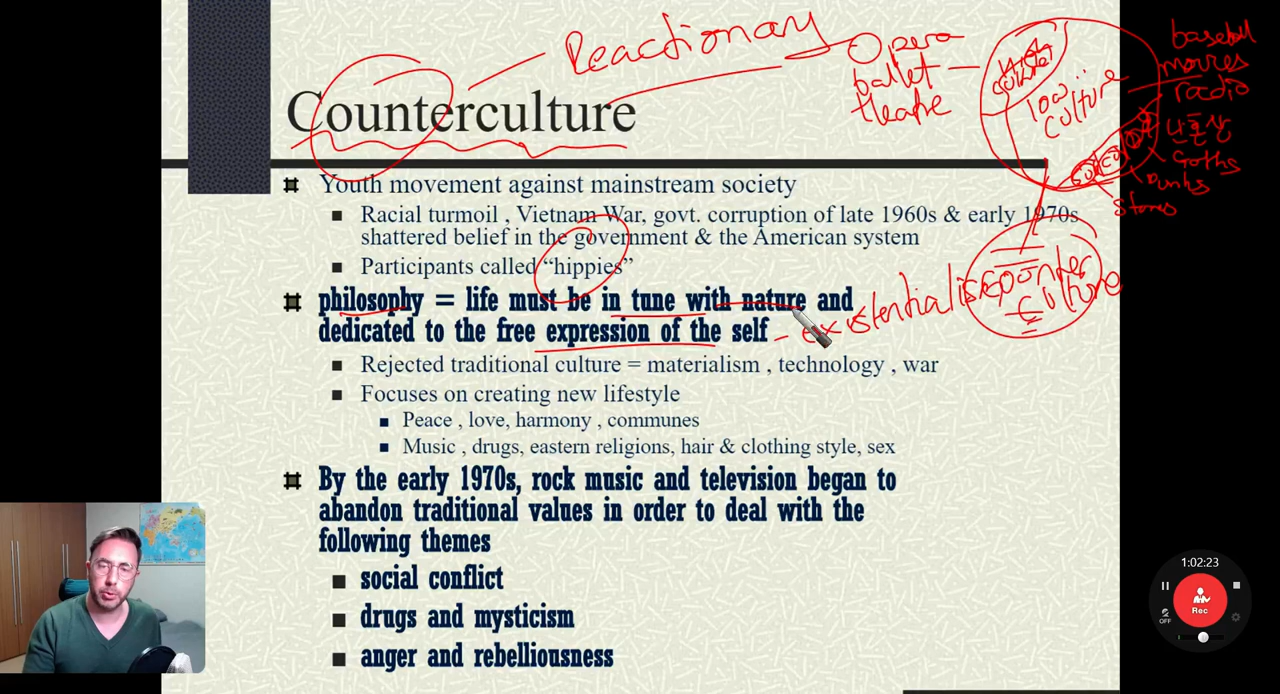 Reactionary
Opera
ballet
theatre
high
culture
low
culture
baseball
movies
radio
나혼산
Goths
Punks
Stoners
Counterculture
Youth movement against mainstream society
Racial turmoil , Vietnam War, govt. corruption of late 1960s & early 1970s
shattered belief in the government & the American system
Participants called “hippies”
counter
culture
philosophy = life must be in tune with nature and
dedicated to the free expression of the self
- existentialism
Rejected traditional culture = materialism , technology , war
Focuses on creating new lifestyle
Peace , love, harmony , communes
Music , drugs, eastern religions, hair & clothing style, sex
By the early 1970s, rock music and television began to
abandon traditional values in order to deal with the
following themes
social conflict
drugs and mysticism
anger and rebelliousness
1:02:23
Rec
OFF